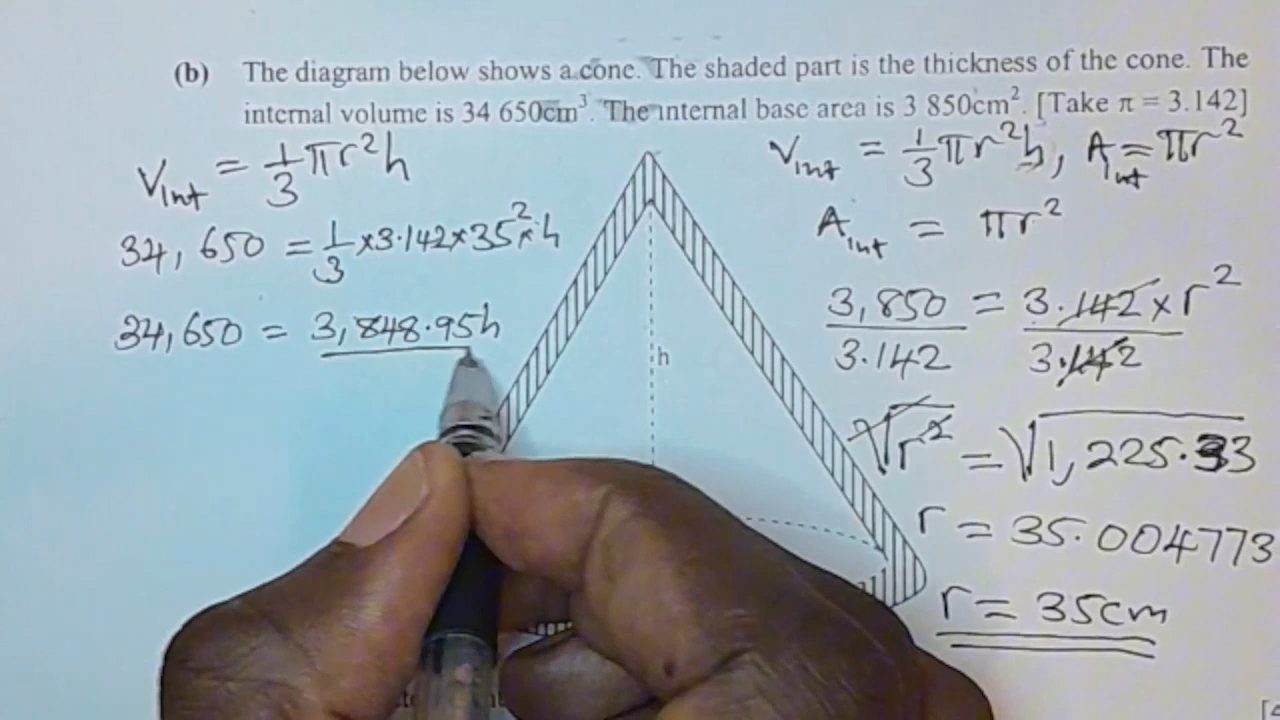 (b) The diagram below shows a cone. The shaded part is the thickness of the cone. The
internal volume is 34 650cm³. The internal base area is 3 850cm². [Take π = 3.142]
V_Int = 1/3 πr²h
34, 650 = 1/3 × 3.142 × 35² × h
34,650 = 3,848.95h
h
V_Int = 1/3 πr²h, A_Int = πr²
A_Int = πr²
3,850 / 3.142 = 3.142 × r² / 3.142
√r² = √1,225.33
r = 35.004773
r = 35cm